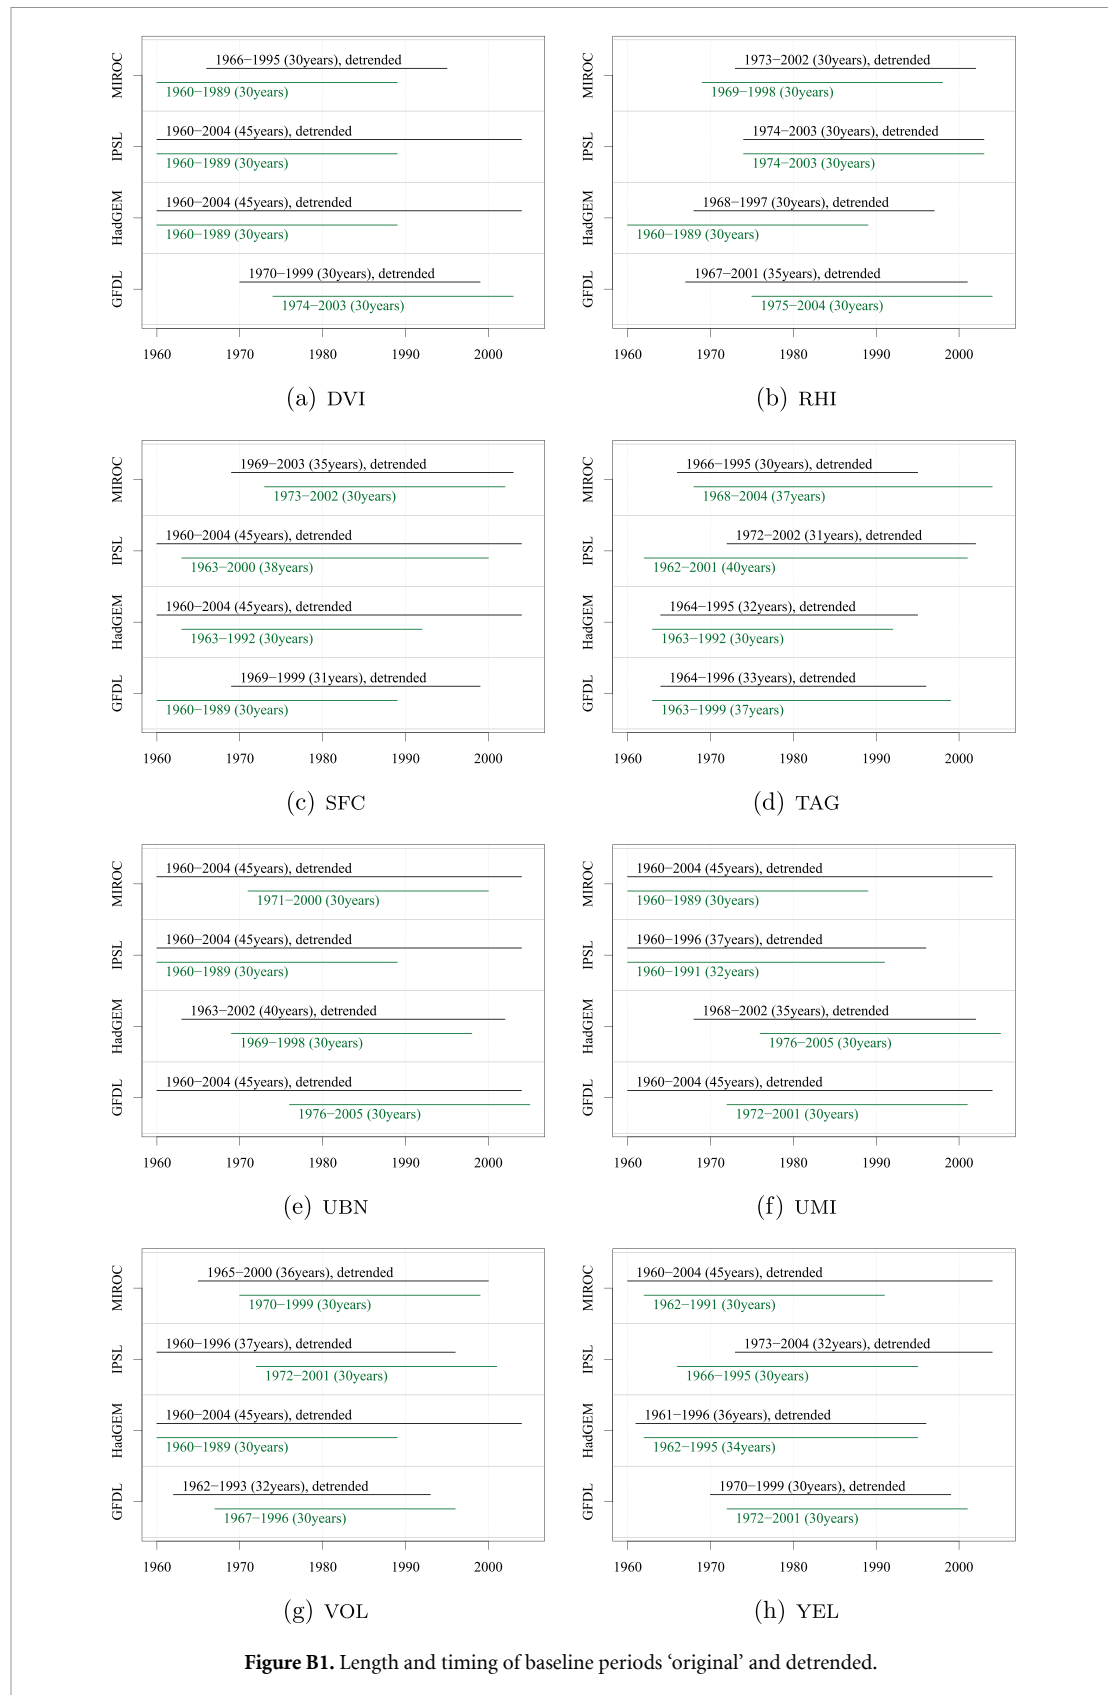 MIROC
1966−1995 (30years), detrended
1960−1989 (30years)
IPSL
1960−2004 (45years), detrended
1960−1989 (30years)
HadGEM
1960−2004 (45years), detrended
1960−1989 (30years)
GFDL
1970−1999 (30years), detrended
1974−2003 (30years)
1960 1970 1980 1990 2000
(a) DVI
MIROC
1973−2002 (30years), detrended
1969−1998 (30years)
IPSL
1974−2003 (30years), detrended
1974−2003 (30years)
HadGEM
1968−1997 (30years), detrended
1960−1989 (30years)
GFDL
1967−2001 (35years), detrended
1975−2004 (30years)
1960 1970 1980 1990 2000
(b) RHI
MIROC
1969−2003 (35years), detrended
1973−2002 (30years)
IPSL
1960−2004 (45years), detrended
1963−2000 (38years)
HadGEM
1960−2004 (45years), detrended
1963−1992 (30years)
GFDL
1969−1999 (31years), detrended
1960−1989 (30years)
1960 1970 1980 1990 2000
(c) SFC
MIROC
1966−1995 (30years), detrended
1968−2004 (37years)
IPSL
1972−2002 (31years), detrended
1962−2001 (40years)
HadGEM
1964−1995 (32years), detrended
1963−1992 (30years)
GFDL
1964−1996 (33years), detrended
1963−1999 (37years)
1960 1970 1980 1990 2000
(d) TAG
MIROC
1960−2004 (45years), detrended
1971−2000 (30years)
IPSL
1960−2004 (45years), detrended
1960−1989 (30years)
HadGEM
1963−2002 (40years), detrended
1969−1998 (30years)
GFDL
1960−2004 (45years), detrended
1976−2005 (30years)
1960 1970 1980 1990 2000
(e) UBN
MIROC
1960−2004 (45years), detrended
1960−1989 (30years)
IPSL
1960−1996 (37years), detrended
1960−1991 (32years)
HadGEM
1968−2002 (35years), detrended
1976−2005 (30years)
GFDL
1960−2004 (45years), detrended
1972−2001 (30years)
1960 1970 1980 1990 2000
(f) UMI
MIROC
1965−2000 (36years), detrended
1970−1999 (30years)
IPSL
1960−1996 (37years), detrended
1972−2001 (30years)
HadGEM
1960−2004 (45years), detrended
1960−1989 (30years)
GFDL
1962−1993 (32years), detrended
1967−1996 (30years)
1960 1970 1980 1990 2000
(g) VOL
MIROC
1960−2004 (45years), detrended
1962−1991 (30years)
IPSL
1973−2004 (32years), detrended
1966−1995 (30years)
HadGEM
1961−1996 (36years), detrended
1962−1995 (34years)
GFDL
1970−1999 (30years), detrended
1972−2001 (30years)
1960 1970 1980 1990 2000
(h) YEL
Figure B1. Length and timing of baseline periods ‘original’ and detrended.